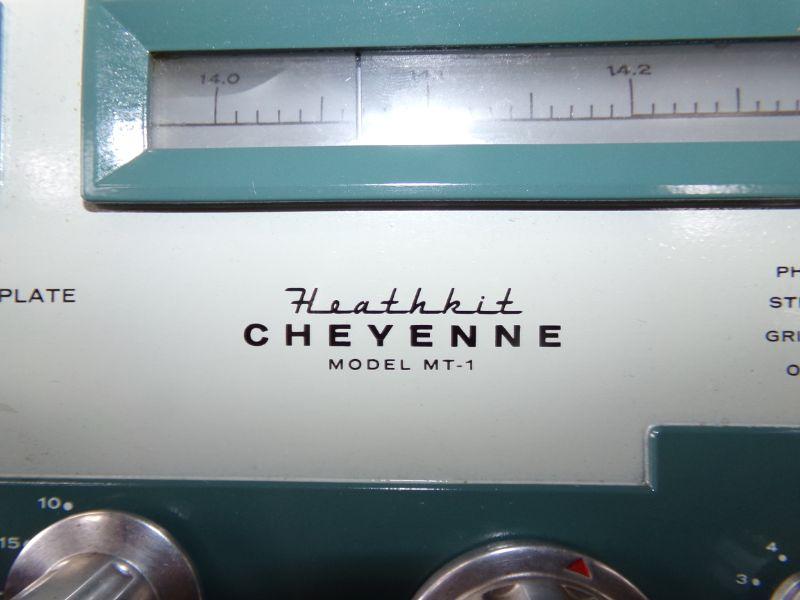 14.0 14.1 14.2
PLATE
Heathkit
CHEYENNE
MODEL MT-1
10
15
4
3